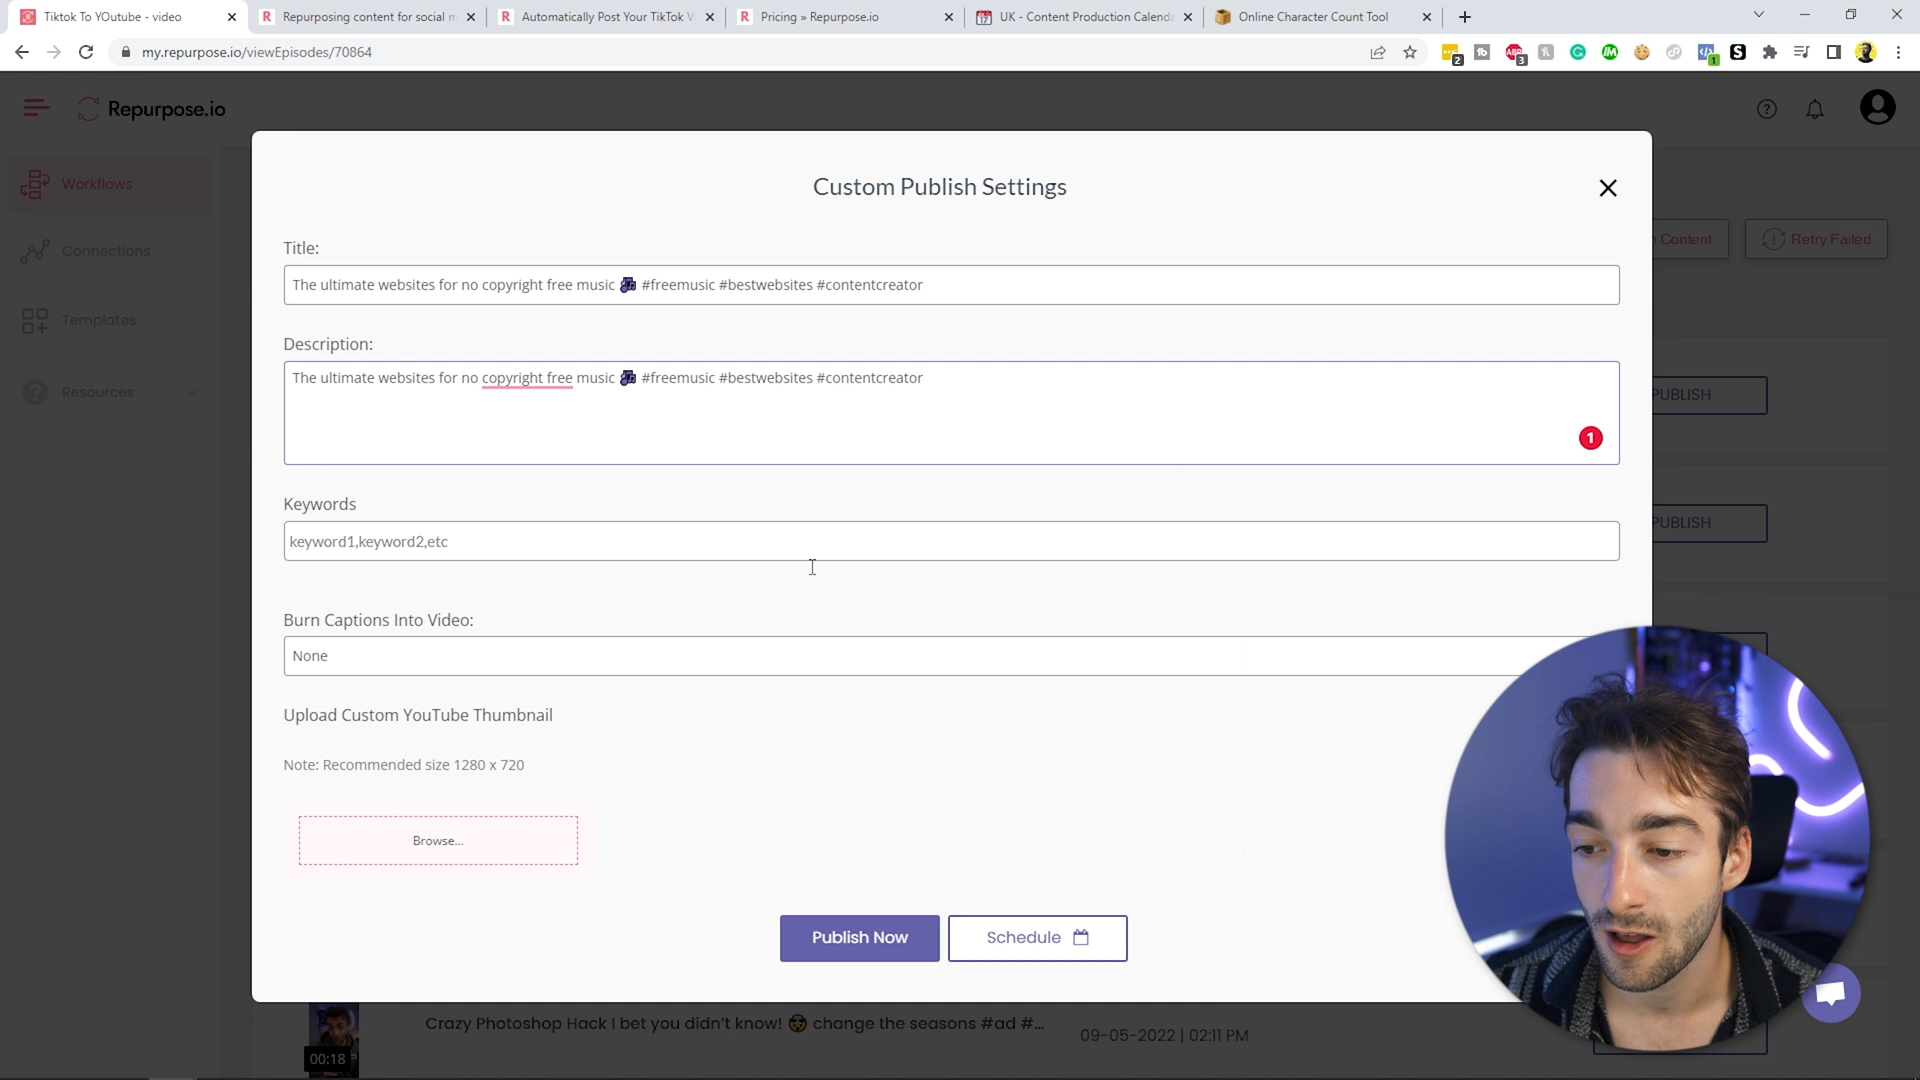 Tiktok To YOutube - video
Repurposing content for social m
Automatically Post Your TikTok Vi
Pricing » Repurpose.io
UK - Content Production Calenda
Online Character Count Tool
my.repurpose.io/viewEpisodes/70864
2
3
1
Repurpose.io
Workflows
Connections
Templates
Resources
Content
Retry Failed
PUBLISH
PUBLISH
Custom Publish Settings
Title:
The ultimate websites for no copyright free music #freemusic #bestwebsites #contentcreator
Description:
The ultimate websites for no copyright free music #freemusic #bestwebsites #contentcreator
1
Keywords
keyword1,keyword2,etc
Burn Captions Into Video:
None
Upload Custom YouTube Thumbnail
Note: Recommended size 1280 x 720
Browse...
Publish Now
Schedule
Crazy Photoshop Hack I bet you didn't know! 🤯 change the seasons #ad #...
09-05-2022 | 02:11 PM
00:18